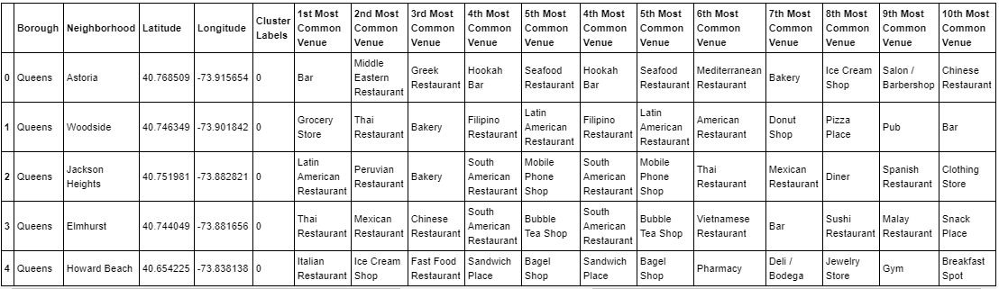 Borough Neighborhood Latitude Longitude Cluster Labels 1st Most Common Venue 2nd Most Common Venue 3rd Most Common Venue 4th Most Common Venue 5th Most Common Venue 4th Most Common Venue 5th Most Common Venue 6th Most Common Venue 7th Most Common Venue 8th Most Common Venue 9th Most Common Venue 10th Most Common Venue
0 Queens Astoria 40.768509 -73.915654 0 Bar Middle Eastern Restaurant Greek Restaurant Hookah Bar Seafood Restaurant Hookah Bar Seafood Restaurant Mediterranean Restaurant Bakery Ice Cream Shop Salon / Barbershop Chinese Restaurant
1 Queens Woodside 40.746349 -73.901842 0 Grocery Store Thai Restaurant Bakery Filipino Restaurant Latin American Restaurant Filipino Restaurant Latin American Restaurant American Restaurant Donut Shop Pizza Place Pub Bar
2 Queens Jackson Heights 40.751981 -73.882821 0 Latin American Restaurant Peruvian Restaurant Bakery South American Restaurant Mobile Phone Shop South American Restaurant Mobile Phone Shop Thai Restaurant Mexican Restaurant Diner Spanish Restaurant Clothing Store
3 Queens Elmhurst 40.744049 -73.881656 0 Thai Restaurant Mexican Restaurant Chinese Restaurant South American Restaurant Bubble Tea Shop South American Restaurant Bubble Tea Shop Vietnamese Restaurant Bar Sushi Restaurant Malay Restaurant Snack Place
4 Queens Howard Beach 40.654225 -73.838138 0 Italian Restaurant Ice Cream Shop Fast Food Restaurant Sandwich Place Bagel Shop Sandwich Place Bagel Shop Pharmacy Deli / Bodega Jewelry Store Gym Breakfast Spot